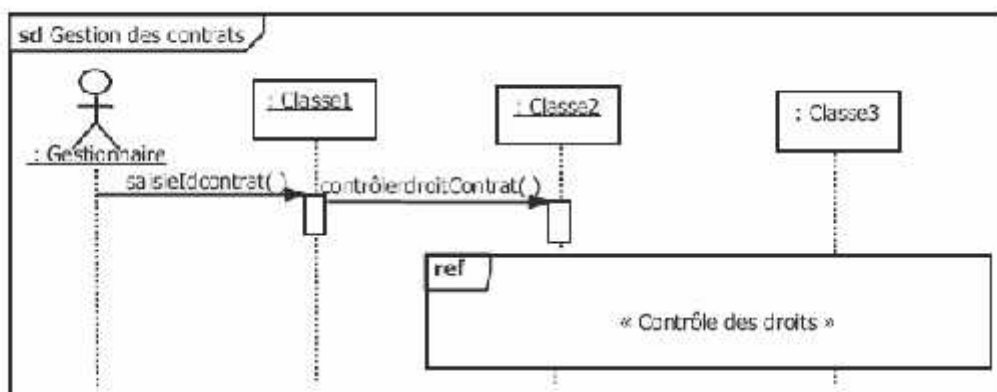 sd Gestion des contrats
: Classe1
: Classe2
: Classe3
: Gestionnaire
saisieIdcontrat( )
contrôlerdroitContrat( )
ref
« Contrôle des droits »